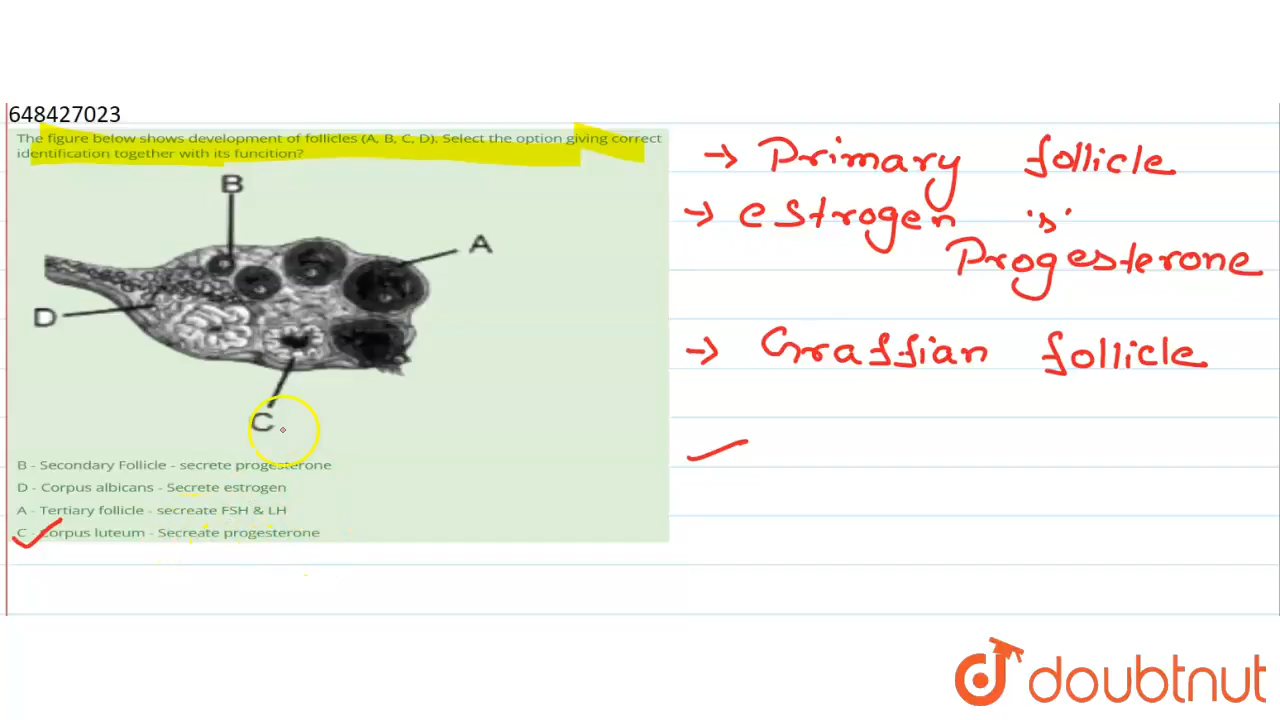 648427023
The figure below shows development of follicles (A, B, C, D). Select the option giving correct
identification together with its funcition?
B
A
D
C
B - Secondary Follicle - secrete progesterone
D - Corpus albicans - Secrete estrogen
A - Tertiary follicle - secreate FSH & LH
C - Corpus luteum - Secreate progesterone
→ Primary follicle
→ estrogen 's'
Progesterone
→ Graffian follicle
doubtnut